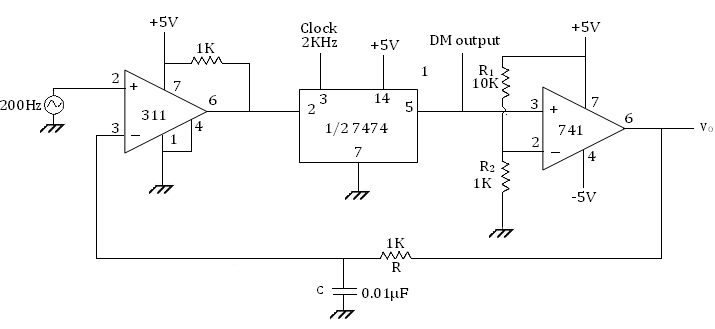 +5V
1K
2
+
7
6
311
200Hz
3
−
1
4
Clock
2KHz
+5V
3
14
2
5
1/2 7474
7
1
DM output
+5V
R1
10K
3
+
7
6
741
2
−
4
R2
1K
-5V
Vo
1K
R
C
0.01μF